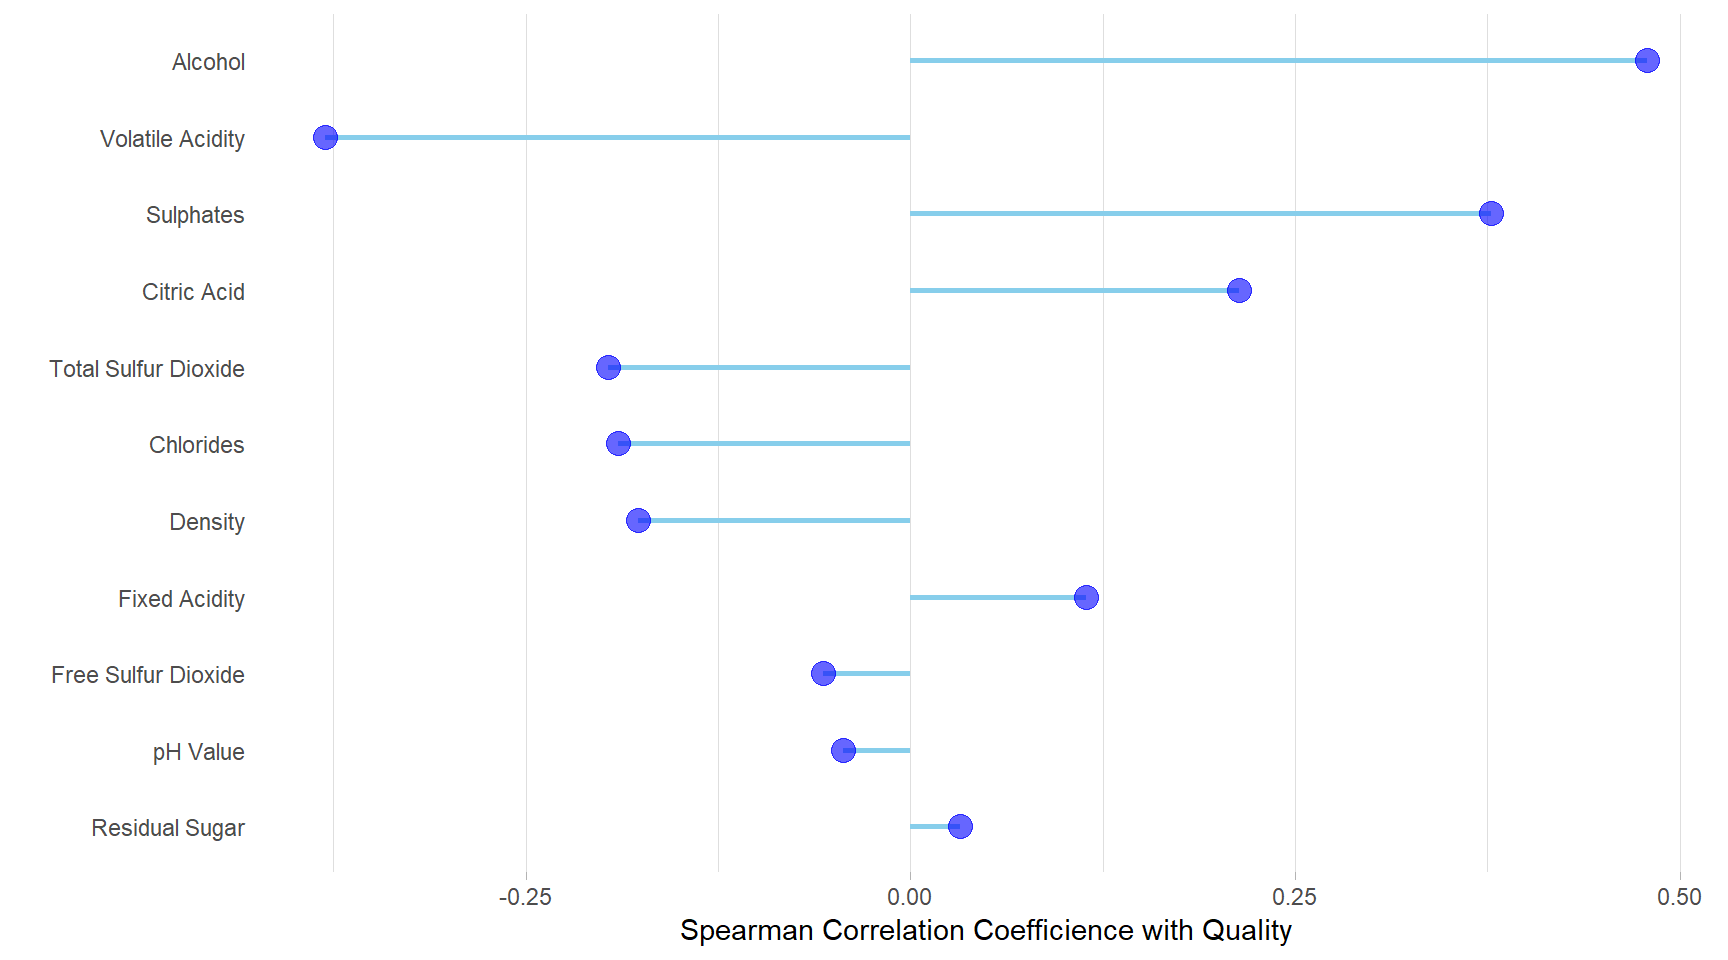 Alcohol
Volatile Acidity
Sulphates
Citric Acid
Total Sulfur Dioxide
Chlorides
Density
Fixed Acidity
Free Sulfur Dioxide
pH Value
Residual Sugar
-0.25 0.00 0.25 0.50
Spearman Correlation Coefficience with Quality